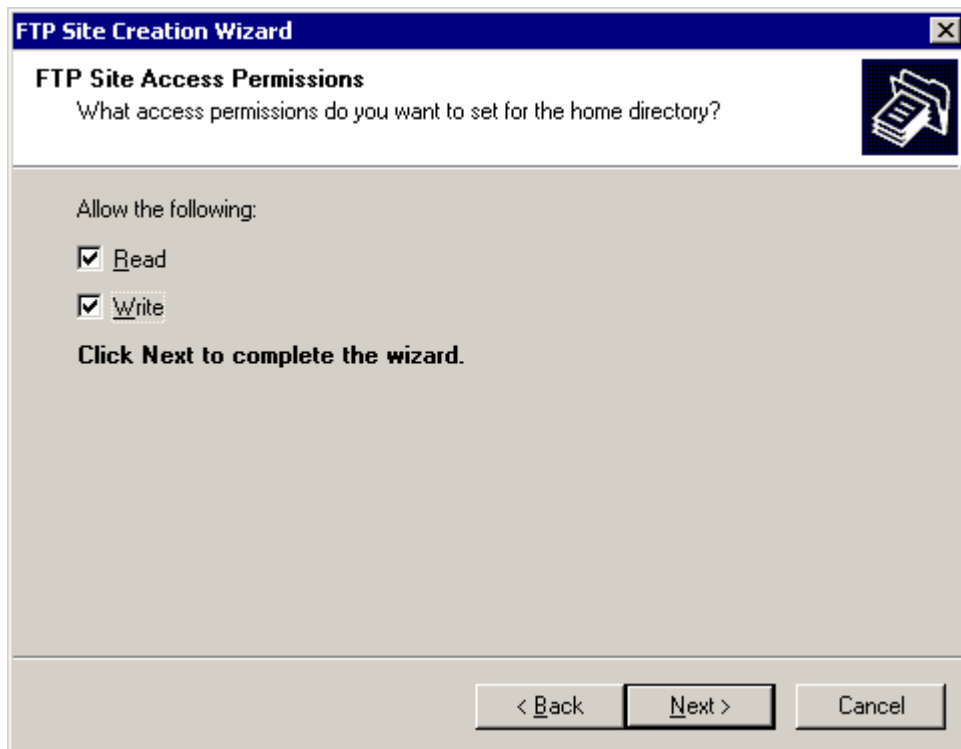 FTP Site Creation Wizard
FTP Site Access Permissions
What access permissions do you want to set for the home directory?
Allow the following:
Read
Write
Click Next to complete the wizard.
< Back Next > Cancel